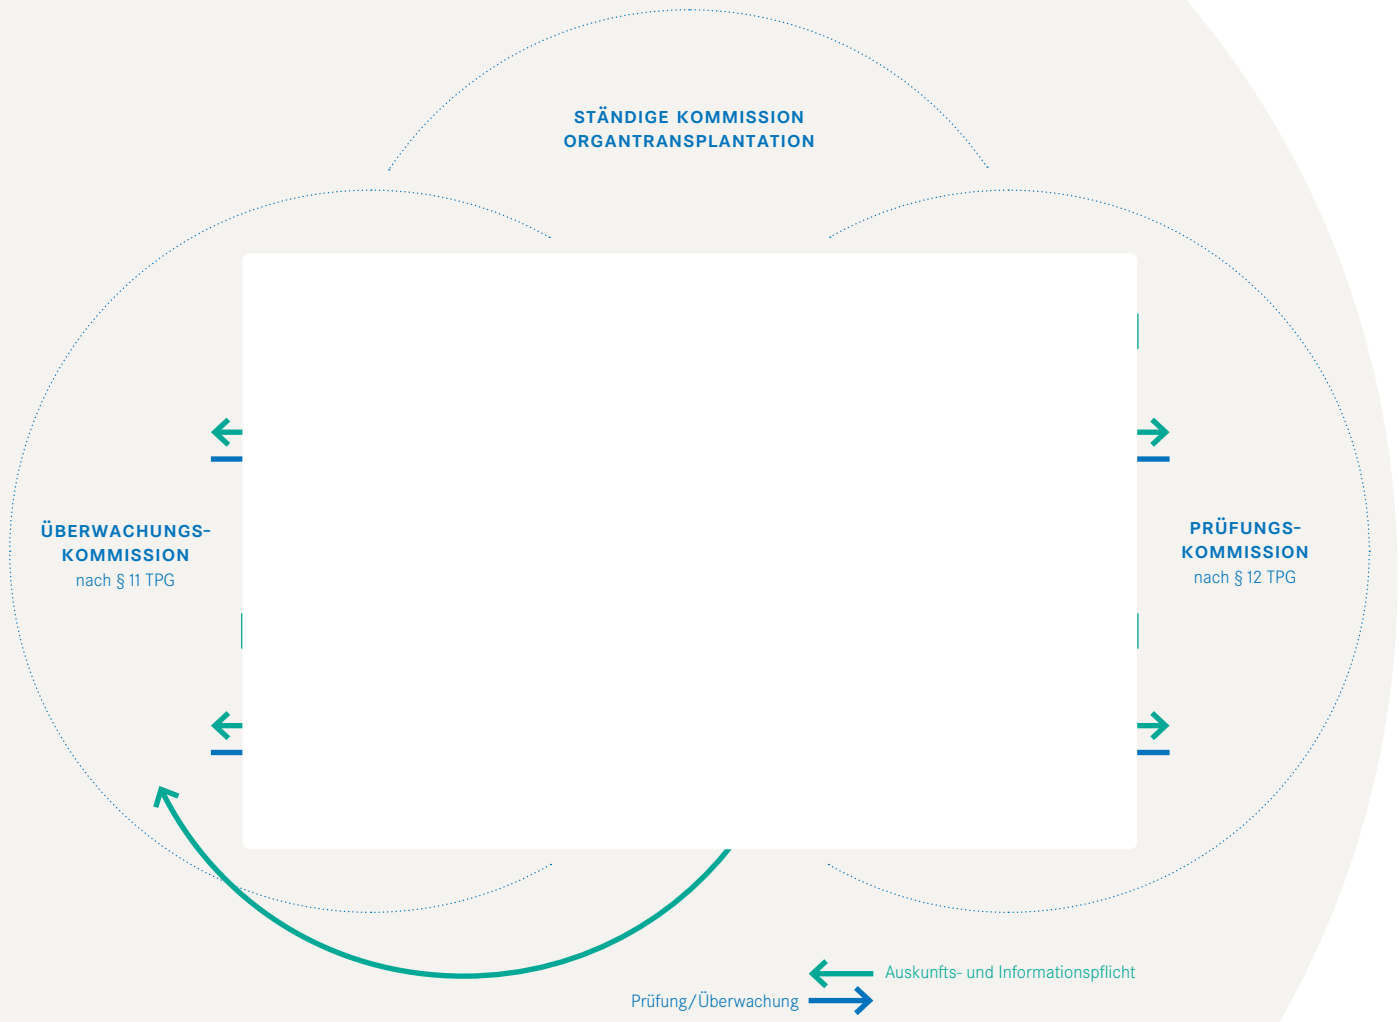 STÄNDIGE KOMMISSION
ORGANTRANSPLANTATION
ÜBERWACHUNGS-
KOMMISSION
nach § 11 TPG
PRÜFUNGS-
KOMMISSION
nach § 12 TPG
Auskunfts- und Informationspflicht
Prüfung/Überwachung